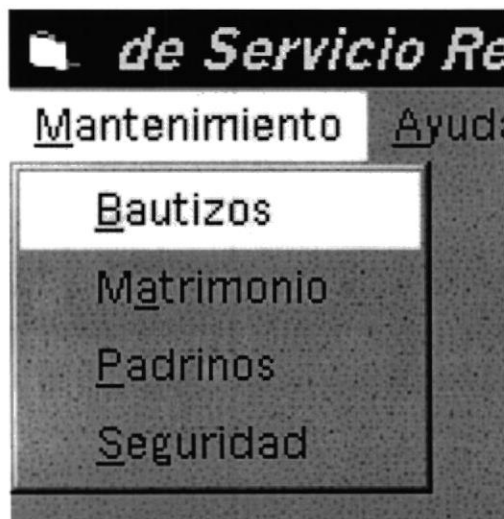 de Servicio Re
Mantenimiento Ayuda
Bautizos
Matrimonio
Padrinos
Seguridad